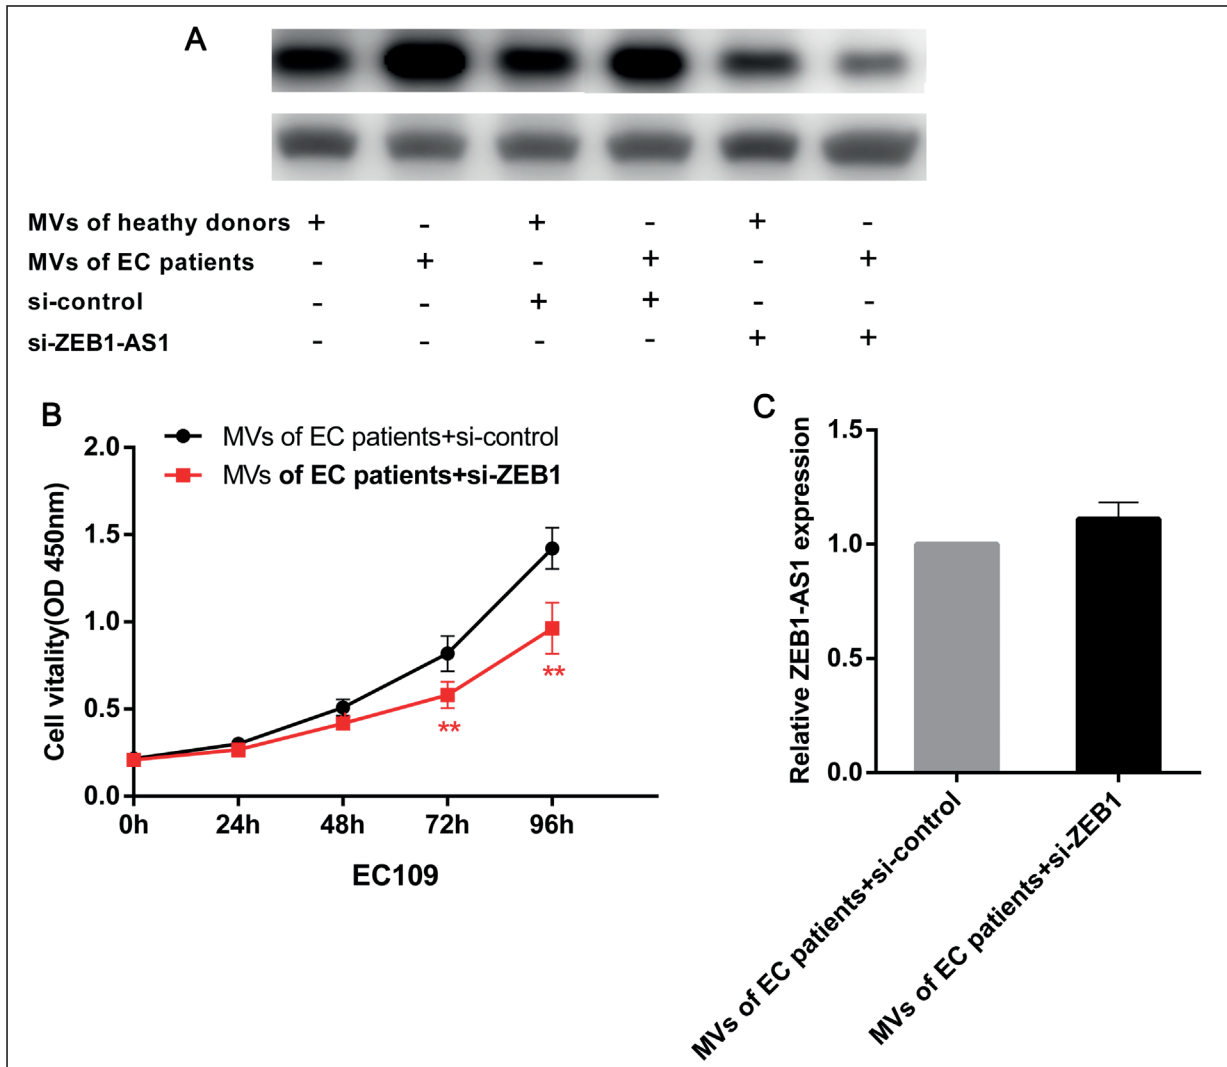 A
MVs of heathy donors + - + - + -
MVs of EC patients - + - + - +
si-control - - + + - -
si-ZEB1-AS1 - - - - + +
B
MVs of EC patients+si-control
MVs of EC patients+si-ZEB1
Cell vitality(OD 450nm)
2.0
1.5
1.0
0.5
0.0
**
**
0h 24h 48h 72h 96h
EC109
C
Relative ZEB1-AS1 expression
1.5
1.0
0.5
0.0
MVs of EC patients+si-control
MVs of EC patients+si-ZEB1